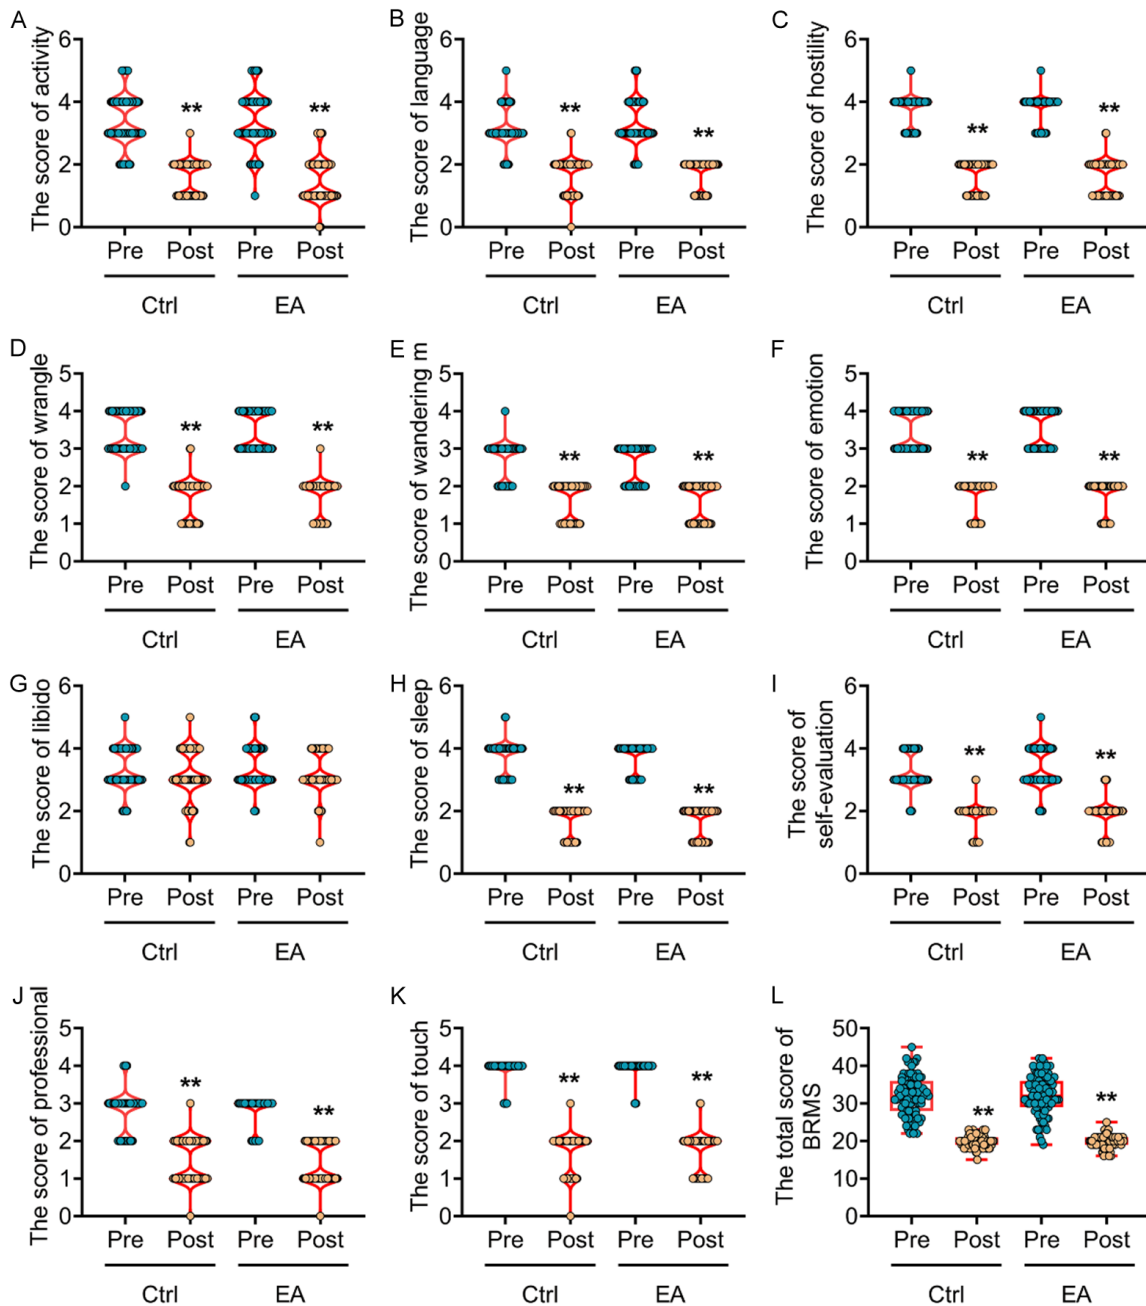 A
The score of activity
6
4
2
0
**
**
Pre Post Pre Post
Ctrl EA
B
The score of language
6
4
2
0
**
**
Pre Post Pre Post
Ctrl EA
C
The score of hostility
6
4
2
0
**
**
Pre Post Pre Post
Ctrl EA
D
The score of wrangle
5
4
3
2
1
0
**
**
Pre Post Pre Post
Ctrl EA
E
The score of wandering m
5
4
3
2
1
0
**
**
Pre Post Pre Post
Ctrl EA
F
The score of emotion
5
4
3
2
1
0
**
**
Pre Post Pre Post
Ctrl EA
G
The score of libido
6
4
2
0
Pre Post Pre Post
Ctrl EA
H
The score of sleep
6
4
2
0
**
**
Pre Post Pre Post
Ctrl EA
I
The score of
self-evaluation
6
4
2
0
**
**
Pre Post Pre Post
Ctrl EA
J
The score of professional
5
4
3
2
1
0
**
**
Pre Post Pre Post
Ctrl EA
K
The score of touch
5
4
3
2
1
0
**
**
Pre Post Pre Post
Ctrl EA
L
The total score of
BRMS
50
40
30
20
10
0
**
**
Pre Post Pre Post
Ctrl EA